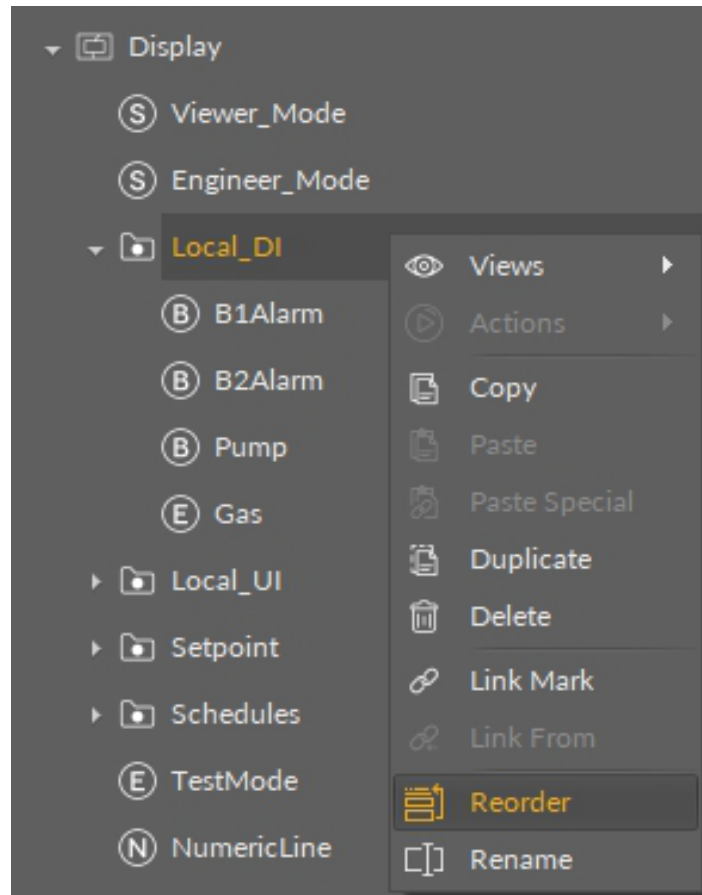 Display
S Viewer_Mode
S Engineer_Mode
Local_DI
B B1Alarm
B B2Alarm
B Pump
E Gas
Local_UI
Setpoint
Schedules
E TestMode
N NumericLine
Views
Actions
Copy
Paste
Paste Special
Duplicate
Delete
Link Mark
Link From
Reorder
Rename